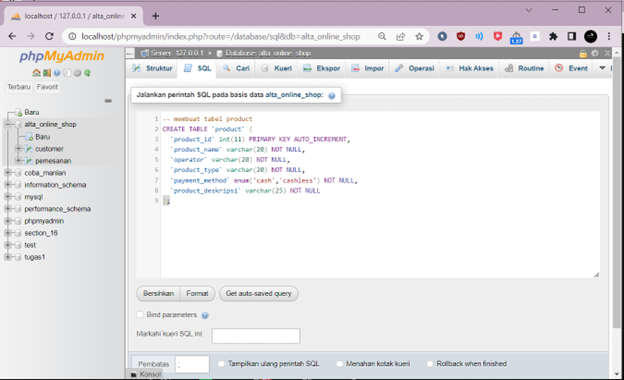 localhost / 127.0.0.1 / alta_online
localhost/phpmyadmin/index.php?route=/database/sql&db=alta_online_shop
1.37
phpMyAdmin
Terbaru Favorit
Baru
alta_online_shop
Baru
customer
pemesanan
coba_manlan
information_schema
mysql
performance_schema
phpmyadmin
section_16
test
tugas1
Server: 127.0.0.1 » Database: alta_online_shop
Struktur SQL Cari Kueri Ekspor Impor Operasi Hak Akses Routine Event
Jalankan perintah SQL pada basis data alta_online_shop:
1 -- membuat tabel product
2 CREATE TABLE `product` (
3 `product_id` int(11) PRIMARY KEY AUTO_INCREMENT,
4 `product_name` varchar(20) NOT NULL,
5 `operator` varchar(20) NOT NULL,
6 `product_type` varchar(20) NOT NULL,
7 `payment_method` enum('cash','cashless') NOT NULL,
8 `product_deskripsi` varchar(25) NOT NULL
9 );
Bersihkan Format Get auto-saved query
Bind parameters
Markahi kueri SQL ini:
Pembatas ; Tampilkan ulang perintah SQL Menahan kotak kueri Rollback when finished
Konsol